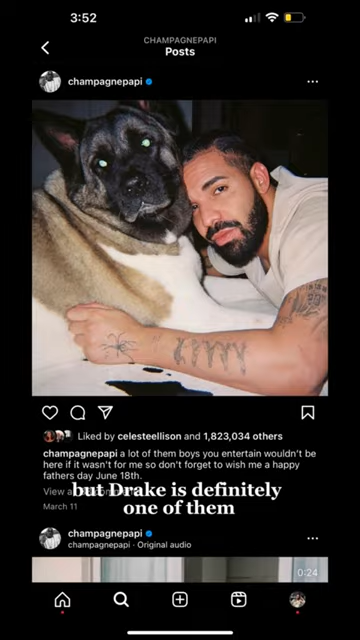 3:52
CHAMPAGNEPAPI
Posts
champagnepapi
Liked by celesteellison and 1,823,034 others
champagnepapi a lot of them boys you entertain wouldn't be
here if it wasn't for me so don't forget to wish me a happy
fathers day June 18th.
View a
but Drake is definitely
one of them
March 11
champagnepapi
champagnepapi · Original audio
0:24